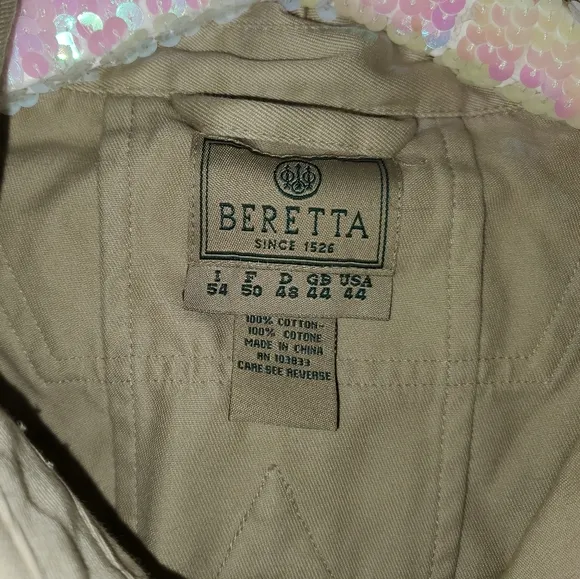 BERETTA
SINCE 1526
I F D GB USA
54 50 48 44 44
100% COTTON-
100% COTONE
MADE IN CHINA
RN 103833
CARE SEE REVERSE